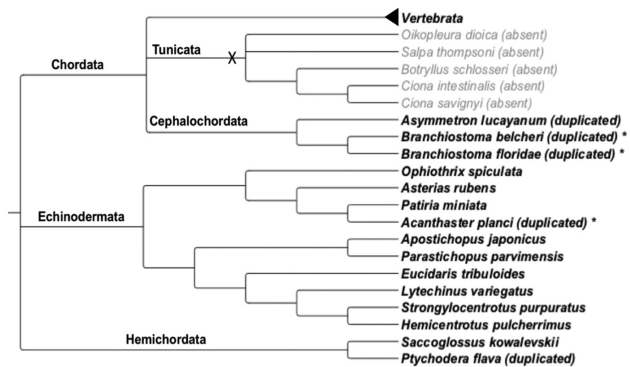 Vertebrata
Oikopleura dioica (absent)
Tunicata
X
Salpa thompsoni (absent)
Chordata
Botryllus schlosseri (absent)
Ciona intestinalis (absent)
Ciona savignyi (absent)
Cephalochordata
Asymmetron lucayanum (duplicated)
Branchiostoma belcheri (duplicated) *
Branchiostoma floridae (duplicated) *
Ophiothrix spiculata
Asterias rubens
Patiria miniata
Echinodermata
Acanthaster planci (duplicated) *
Apostichopus japonicus
Parastichopus parvimensis
Eucidaris tribuloides
Lytechinus variegatus
Strongylocentrotus purpuratus
Hemicentrotus pulcherrimus
Hemichordata
Saccoglossus kowalevskii
Ptychodera flava (duplicated)